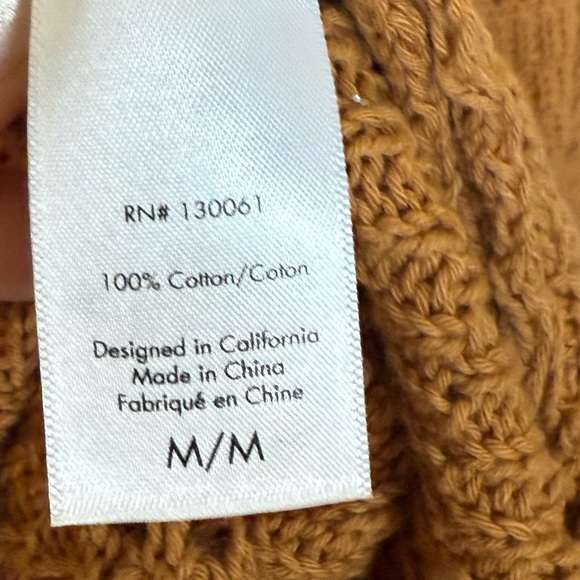 RN# 130061
100% Cotton/Coton
Designed in California
Made in China
Fabriqué en Chine
M/M